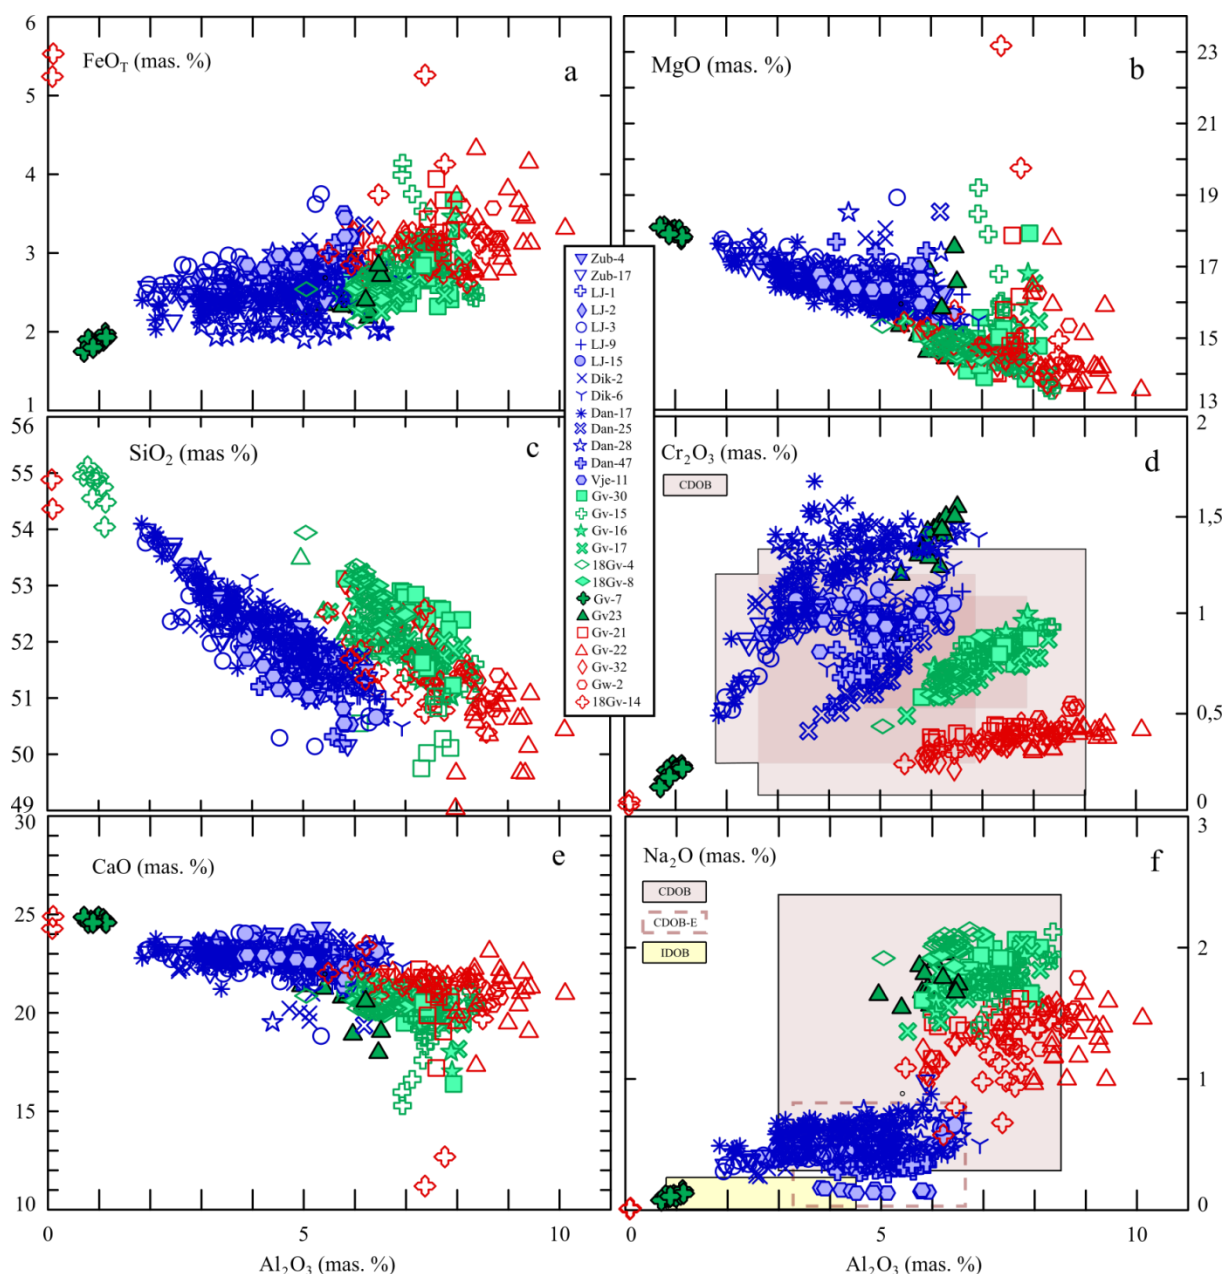 6
5
4
3
2
1
FeO_T (mas. %)
a
MgO (mas. %)
b
23
21
19
17
15
13
56
55
54
53
52
51
50
49
SiO₂ (mas %)
c
Zub-4
Zub-17
LJ-1
LJ-2
LJ-3
LJ-9
LJ-15
Dik-2
Dik-6
Dan-17
Dan-25
Dan-28
Dan-47
Vje-11
Gv-30
Gv-15
Gv-16
Gv-17
18Gv-4
18Gv-8
Gv-7
Gv23
Gv-21
Gv-22
Gv-32
Gw-2
18Gv-14
Cr₂O₃ (mas. %)
d
CDOB
2
1,5
1
0,5
0
30
25
20
15
10
CaO (mas. %)
e
Na₂O (mas. %)
f
CDOB
CDOB-E
IDOB
3
2
1
0
0 5 10
Al₂O₃ (mas. %)
0 5 10
Al₂O₃ (mas. %)